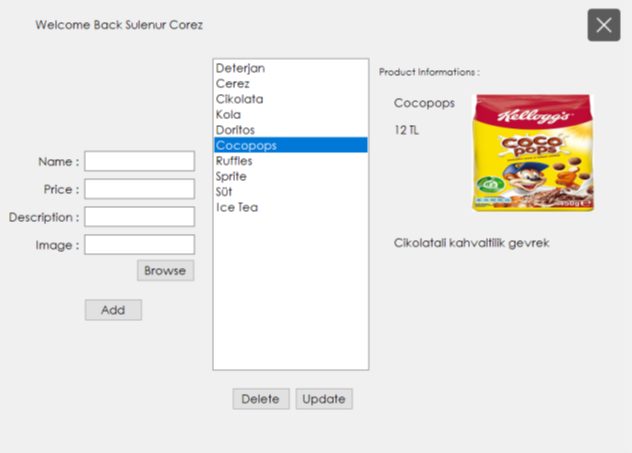 Welcome Back Sulenur Corez
Name :
Price :
Description :
Image :
Browse
Add
Deterjan
Cerez
Cikolata
Kola
Doritos
Cocopops
Ruffles
Sprite
Süt
Ice Tea
Delete
Update
Product Informations :
Cocopops
12 TL
Kellogg's
COCO
POPS
450g
Cikolatali kahvaltilik gevrek